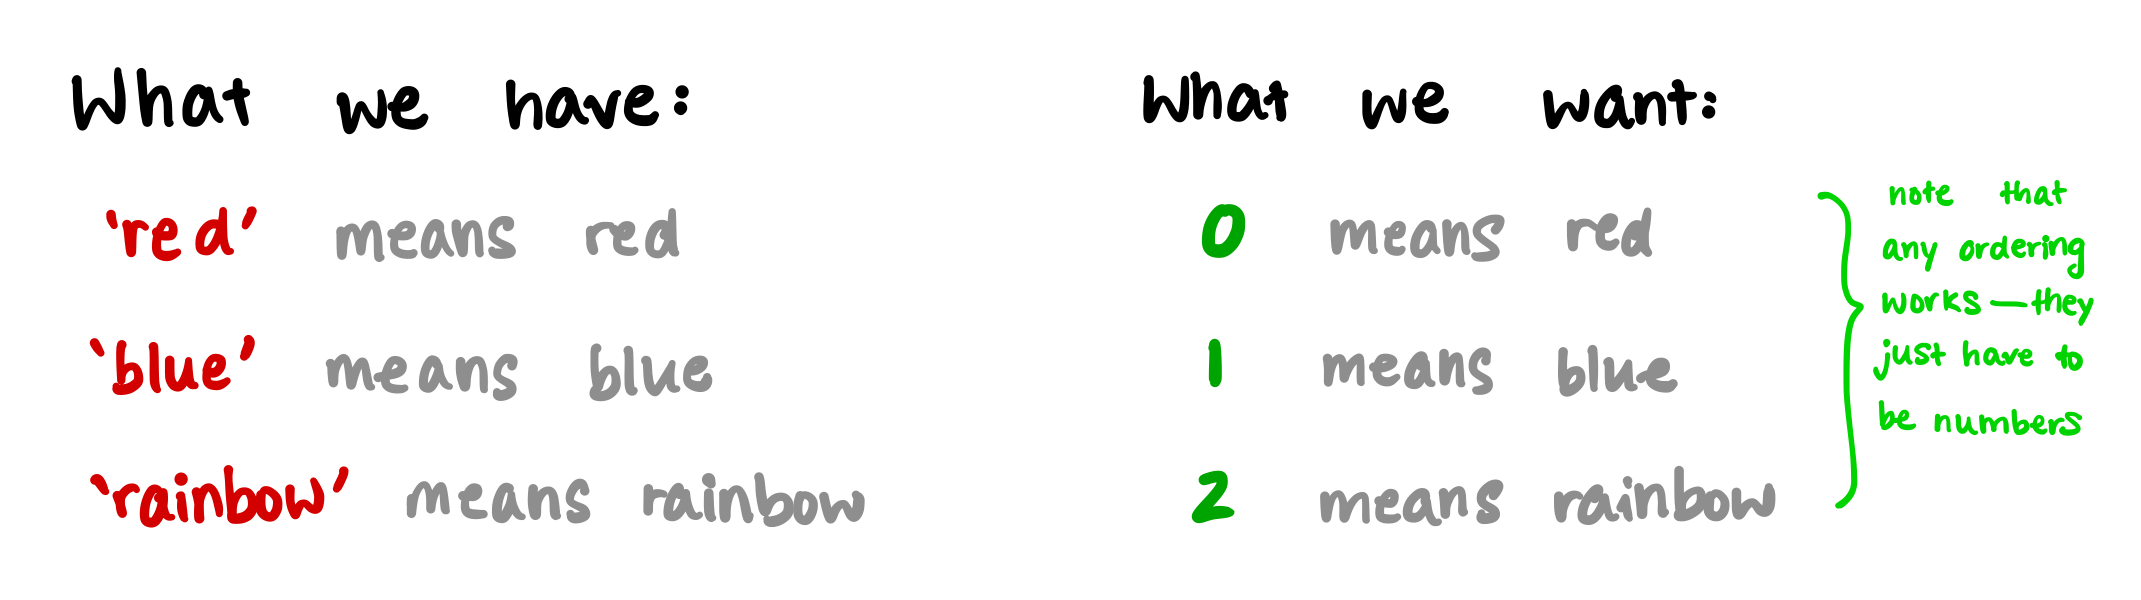 What we have:
'red' means red
'blue' means blue
'rainbow' means rainbow
What we want:
0 means red
1 means blue
2 means rainbow
note that
any ordering
works—they
just have to
be numbers